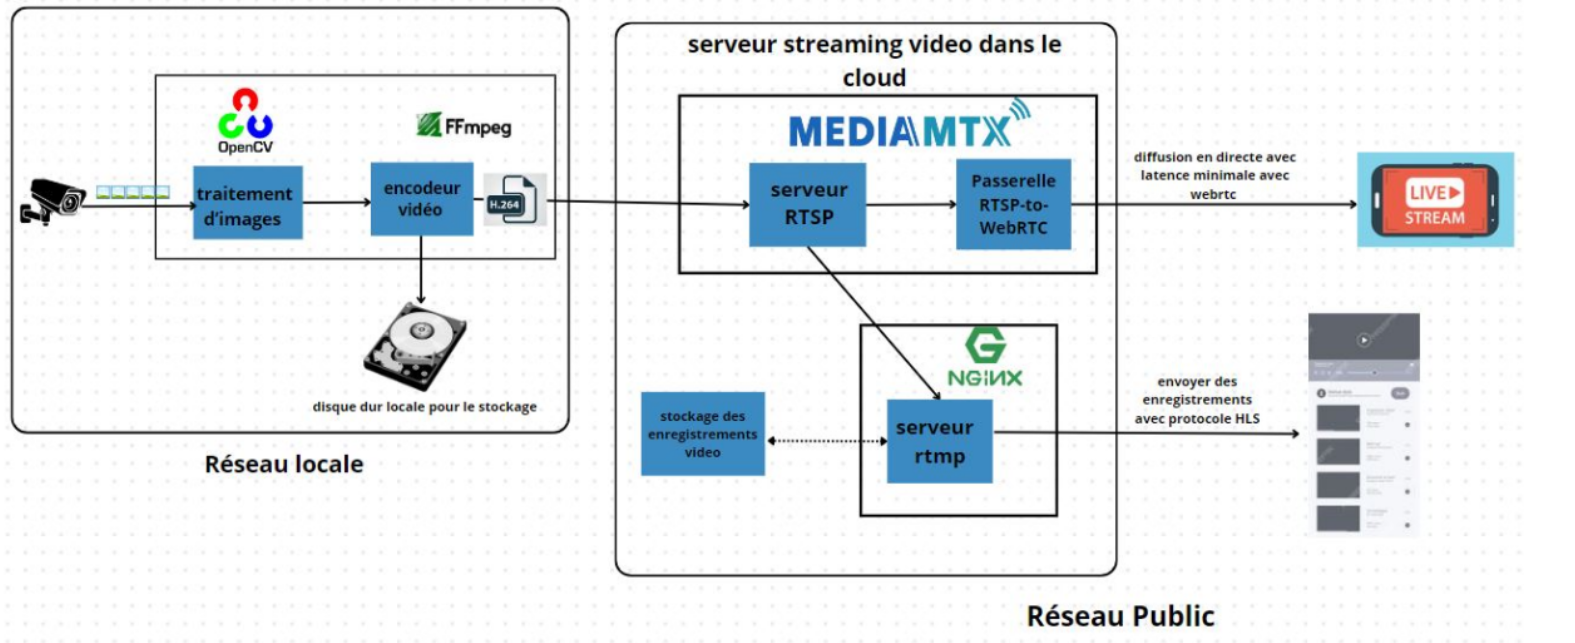 serveur streaming video dans le
cloud
OpenCV
FFmpeg
traitement
d'images
encodeur
vidéo
H.264
disque dur locale pour le stockage
Réseau locale
MEDIAMTX
serveur
RTSP
Passerelle
RTSP-to-
WebRTC
diffusion en directe avec
latence minimale avec
webrtc
LIVE
STREAM
NGINX
stockage des
enregistrements
video
serveur
rtmp
envoyer des
enregistrements
avec protocole HLS
Réseau Public